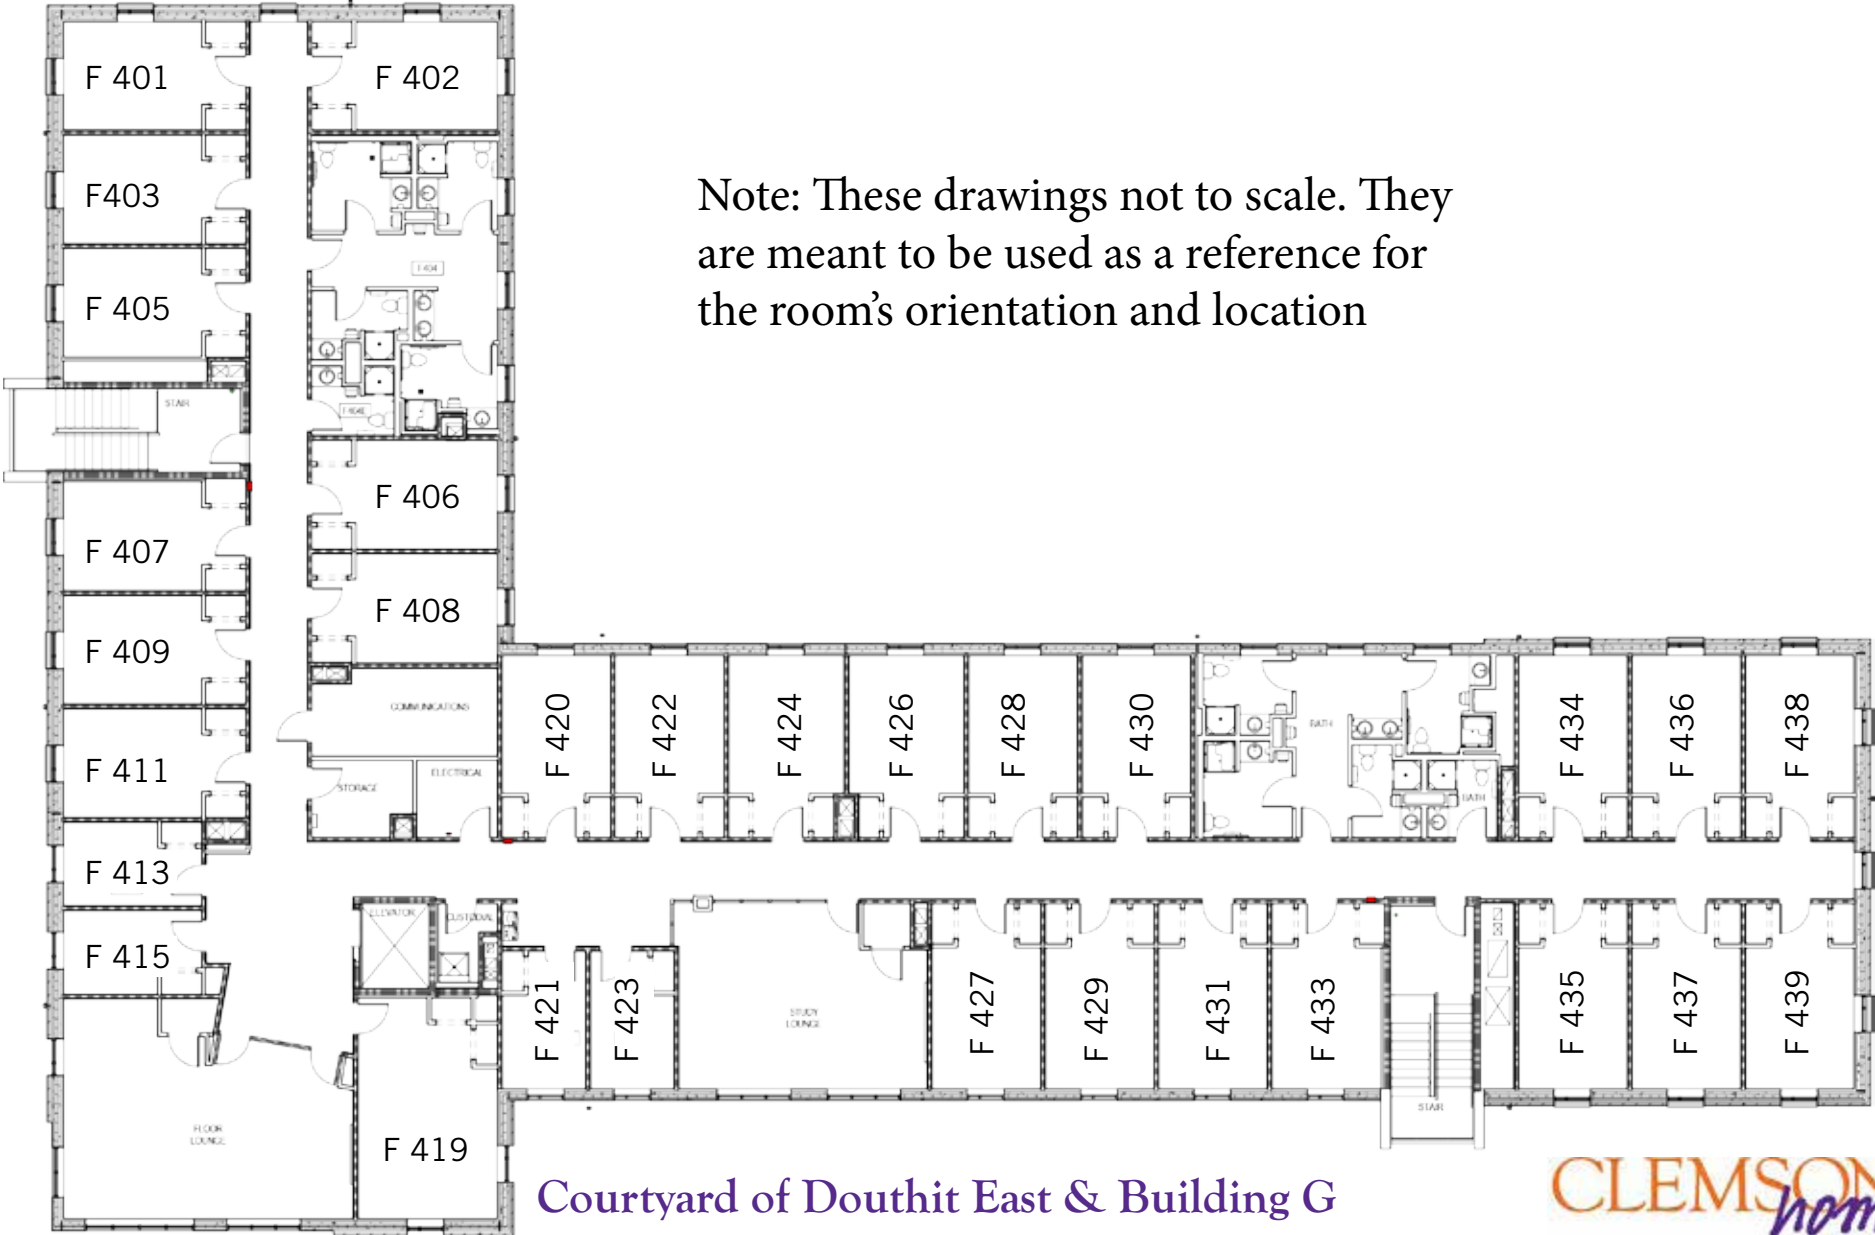 F 401
F 402
F403
F 404
F 405
STAIR
F 406
F 407
F 408
F 409
COMMUNICATIONS
F 411
STORAGE
ELECTRICAL
F 413
F 415
ELEVATOR
CUSTODIAL
FLOOR
LOUNGE
F 419
F 420
F 422
F 424
F 426
F 428
F 430
BATH
BATH
F 434
F 436
F 438
F 421
F 423
STUDY
LOUNGE
F 427
F 429
F 431
F 433
STAIR
F 435
F 437
F 439
Note: These drawings not to scale. They
are meant to be used as a reference for
the room’s orientation and location
Courtyard of Douthit East & Building G
CLEMSON
hom